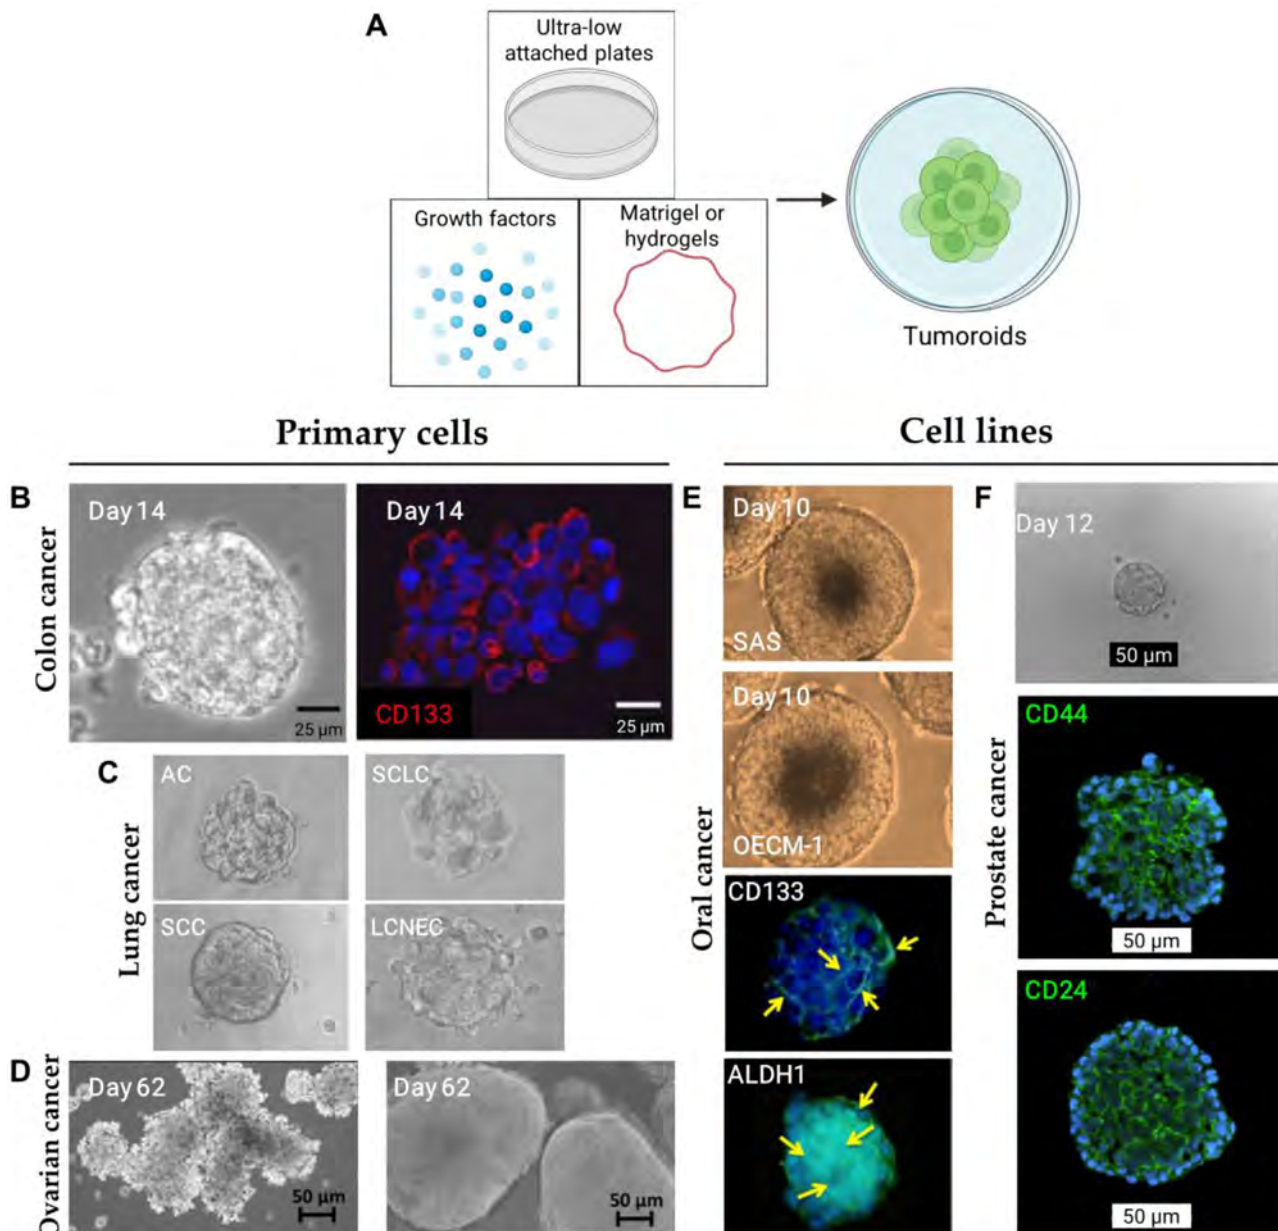 A
Ultra-low
attached plates
Growth factors
Matrigel or
hydrogels
Tumoroids
Primary cells
Cell lines
B
Colon cancer
Day 14
25 μm
Day 14
CD133
25 μm
C
Lung cancer
AC
SCLC
SCC
LCNEC
D
Ovarian cancer
Day 62
50 μm
Day 62
50 μm
E
Oral cancer
Day 10
SAS
Day 10
OECM-1
CD133
ALDH1
F
Prostate cancer
Day 12
50 μm
CD44
50 μm
CD24
50 μm